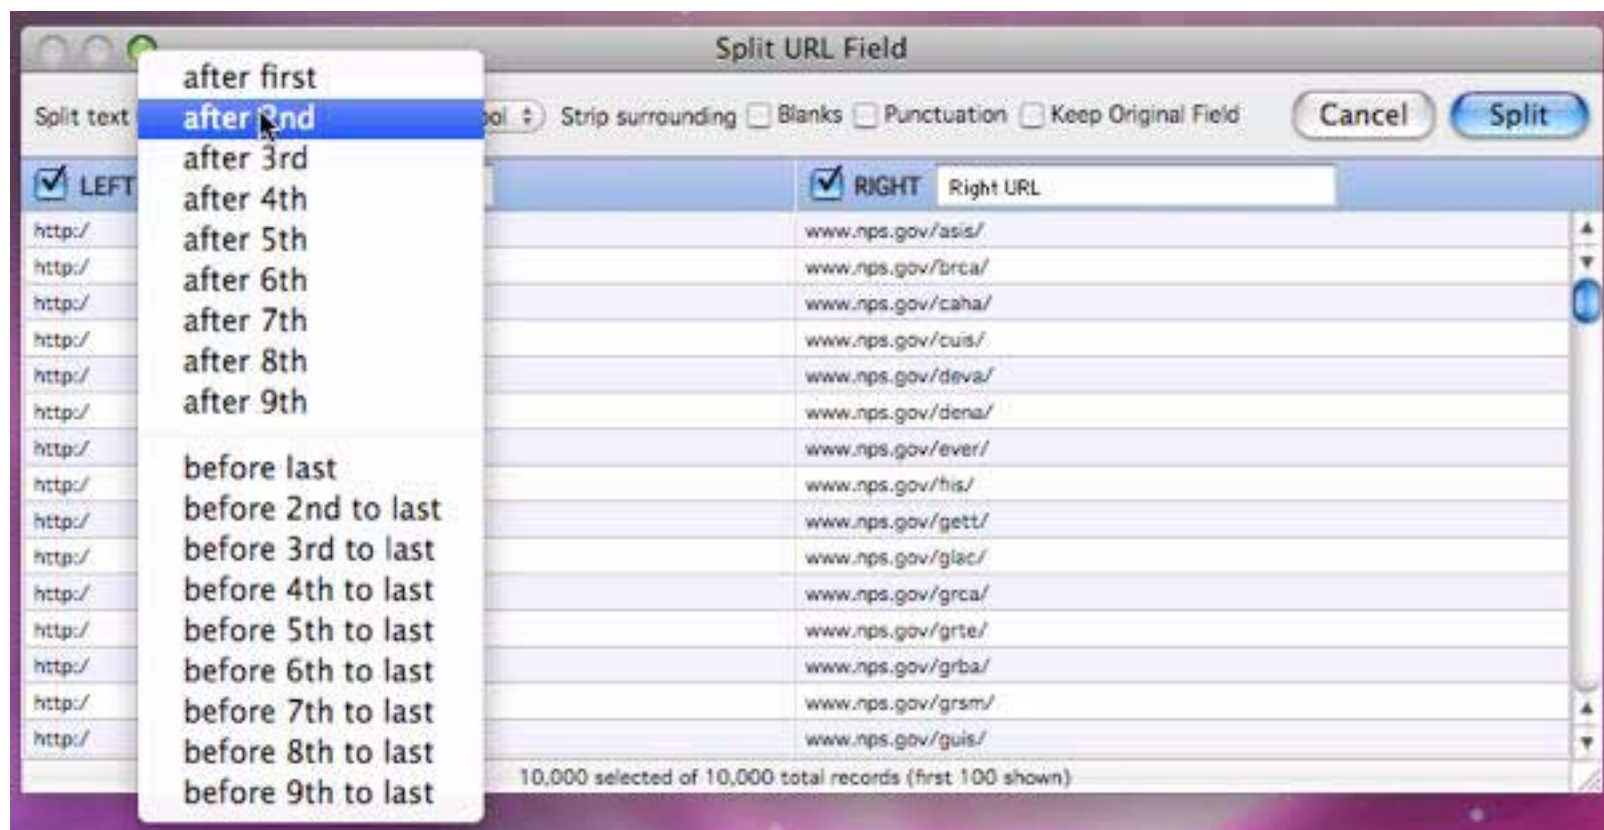 Split URL Field
Split text
Strip surrounding Blanks Punctuation Keep Original Field Cancel Split
after first
after 2nd
after 3rd
after 4th
after 5th
after 6th
after 7th
after 8th
after 9th
before last
before 2nd to last
before 3rd to last
before 4th to last
before 5th to last
before 6th to last
before 7th to last
before 8th to last
before 9th to last
LEFT RIGHT Right URL
http:/ www.nps.gov/asis/
http:/ www.nps.gov/brca/
http:/ www.nps.gov/caha/
http:/ www.nps.gov/cuis/
http:/ www.nps.gov/deva/
http:/ www.nps.gov/dena/
http:/ www.nps.gov/ever/
http:/ www.nps.gov/fiis/
http:/ www.nps.gov/gett/
http:/ www.nps.gov/glac/
http:/ www.nps.gov/grca/
http:/ www.nps.gov/grte/
http:/ www.nps.gov/grba/
http:/ www.nps.gov/grsm/
http:/ www.nps.gov/guis/
10,000 selected of 10,000 total records (first 100 shown)